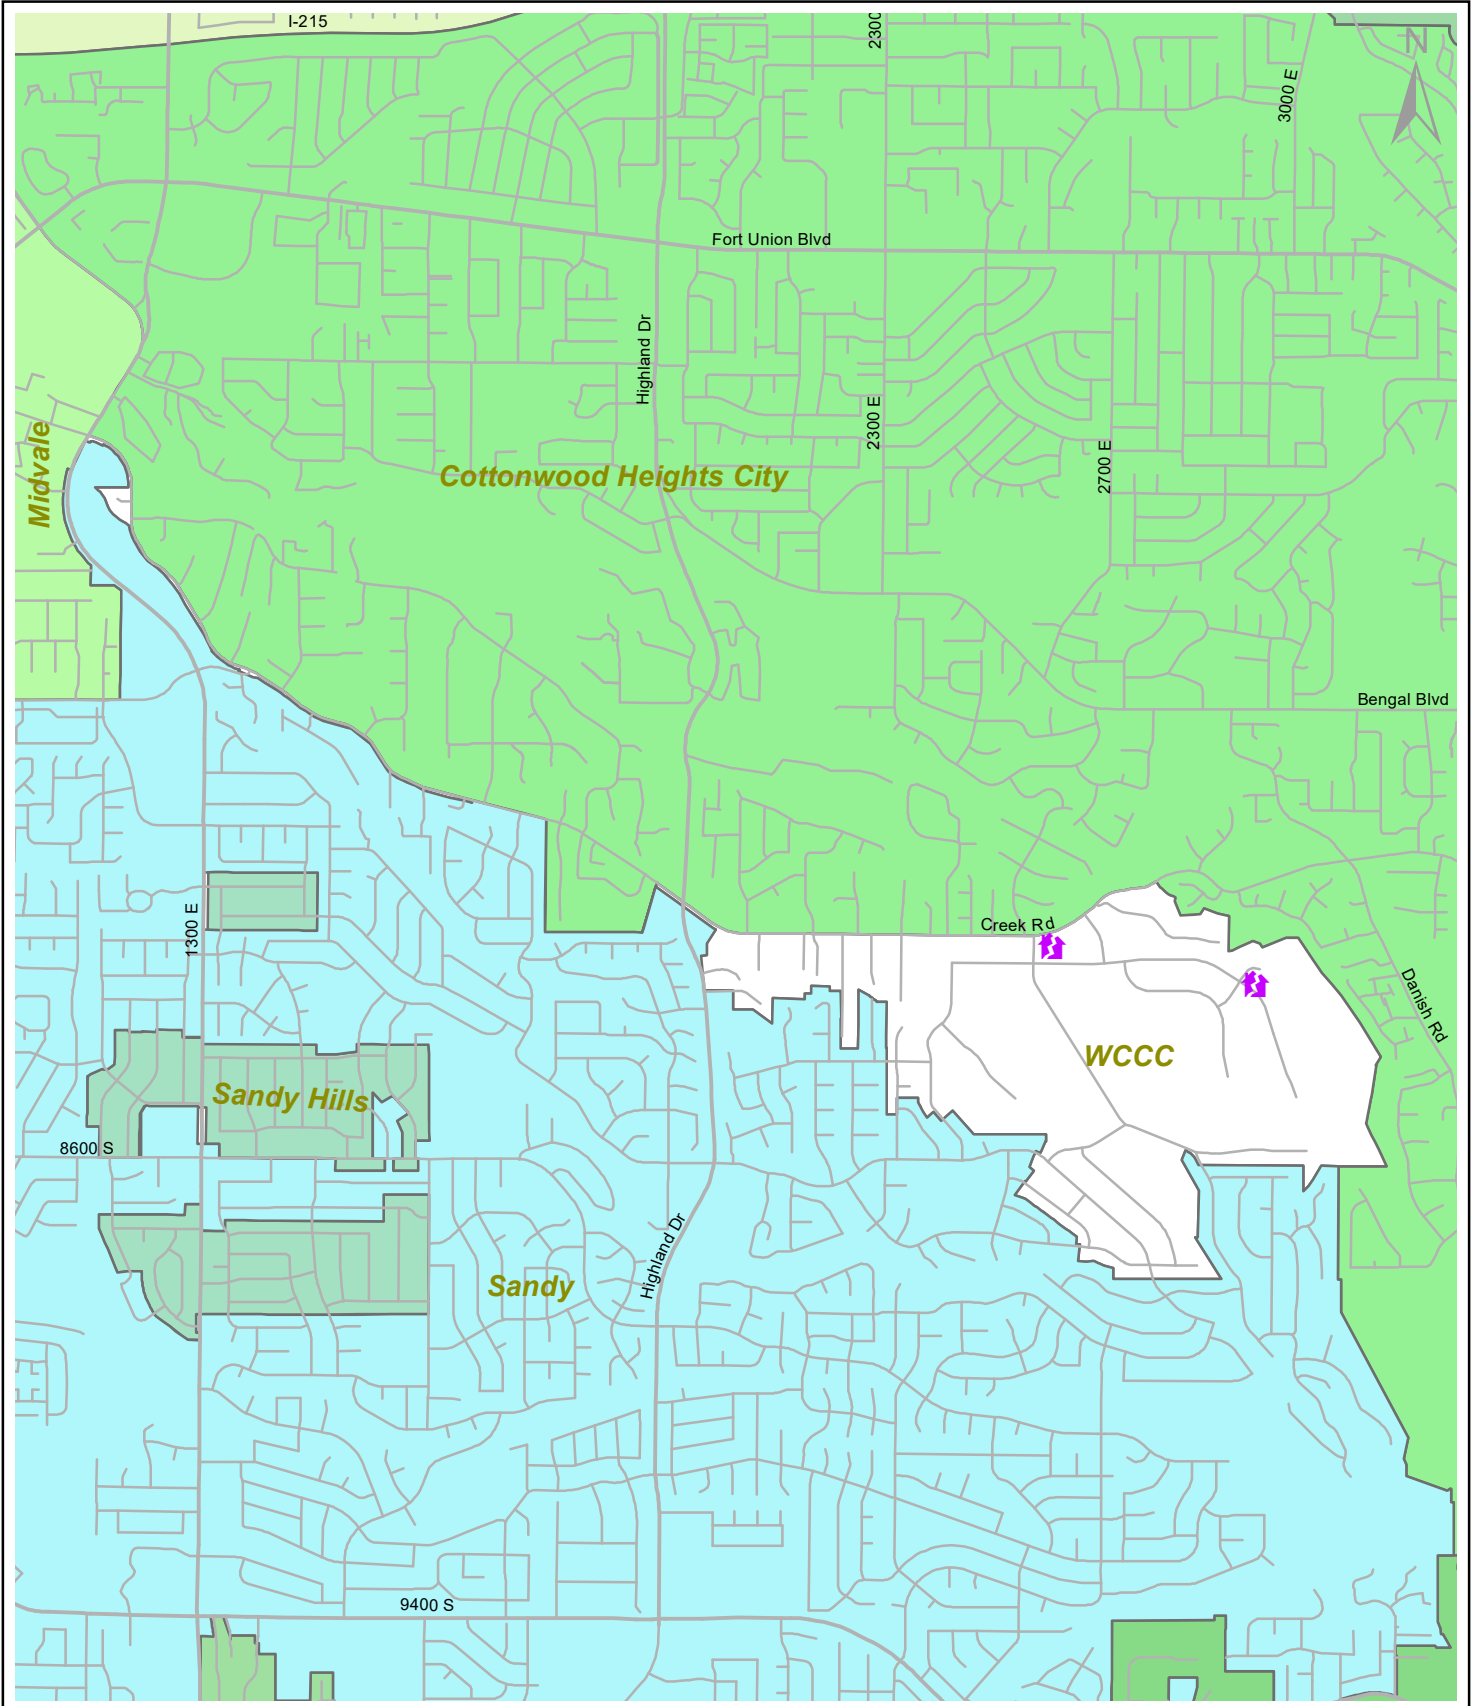 I-215
2300
N
3000 E
Fort Union Blvd
Highland Dr
2300 E
Midvale
2700 E
Cottonwood Heights City
Bengal Blvd
1300 E
Creek Rd
Danish Rd
WCCC
Sandy Hills
8600 S
Highland Dr
Sandy
9400 S